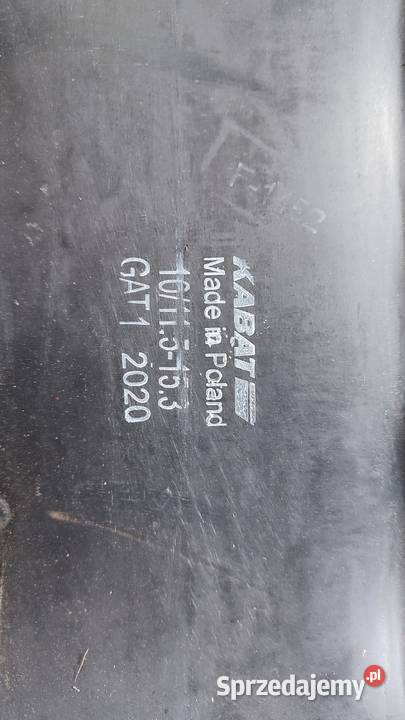 KABAT
Made in Poland
10/11.5-15.3
GAT1 2020
Sprzedajemy.pl